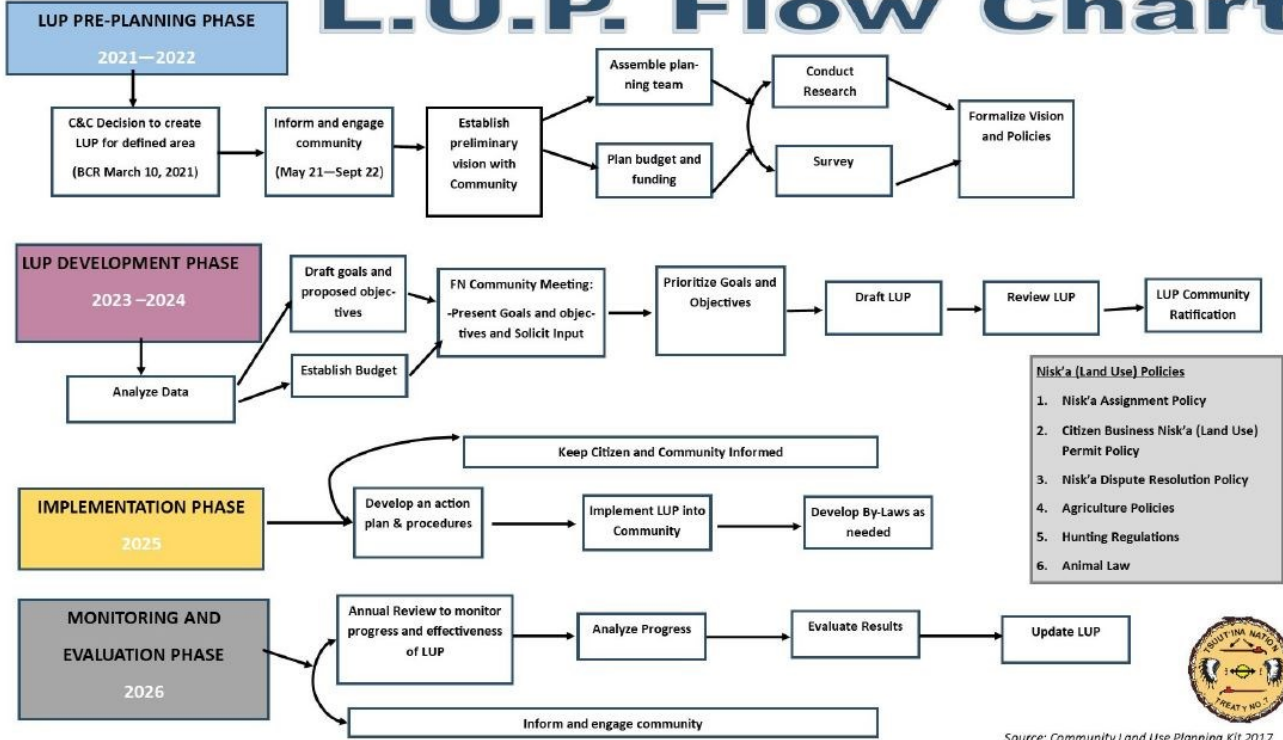 L.U.P. Flow Chart
LUP PRE-PLANNING PHASE
2021—2022
C&C Decision to create
LUP for defined area
(BCR March 10, 2021)
Inform and engage
community
(May 21—Sept 22)
Establish
preliminary
vision with
Community
Assemble plan-
ning team
Plan budget and
funding
Conduct
Research
Survey
Formalize Vision
and Policies
LUP DEVELOPMENT PHASE
2023 –2024
Analyze Data
Draft goals and
proposed objec-
tives
Establish Budget
FN Community Meeting:
-Present Goals and objec-
tives and Solicit Input
Prioritize Goals and
Objectives
Draft LUP
Review LUP
LUP Community
Ratification
Nisk'a (Land Use) Policies
1. Nisk'a Assignment Policy
2. Citizen Business Nisk'a (Land Use)
Permit Policy
3. Nisk'a Dispute Resolution Policy
4. Agriculture Policies
5. Hunting Regulations
6. Animal Law
IMPLEMENTATION PHASE
2025
Keep Citizen and Community Informed
Develop an action
plan & procedures
Implement LUP into
Community
Develop By-Laws as
needed
MONITORING AND
EVALUATION PHASE
2026
Annual Review to monitor
progress and effectiveness
of LUP
Analyze Progress
Evaluate Results
Update LUP
Inform and engage community
TSUUT'INA NATION
TREATY NO.7
Source: Community Land Use Planning Kit 2017